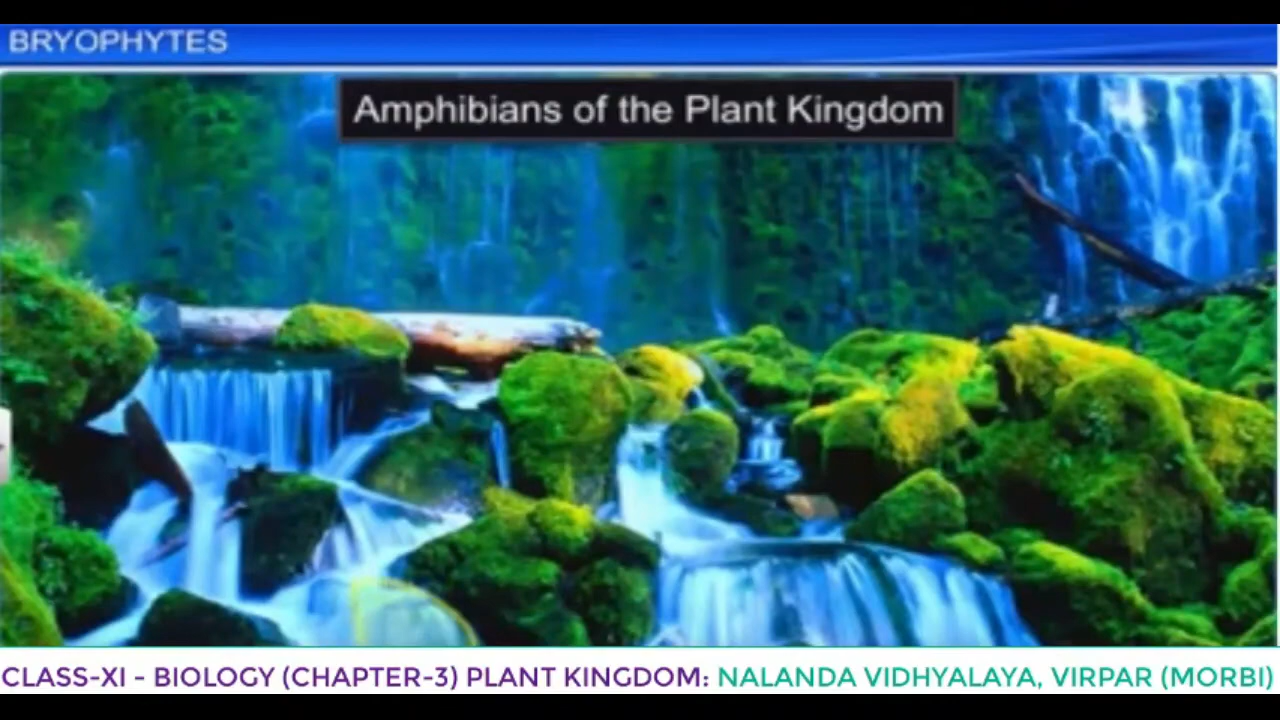 BRYOPHYTES
Amphibians of the Plant Kingdom
CLASS-XI - BIOLOGY (CHAPTER-3) PLANT KINGDOM: NALANDA VIDHYALAYA, VIRPAR (MORBI)